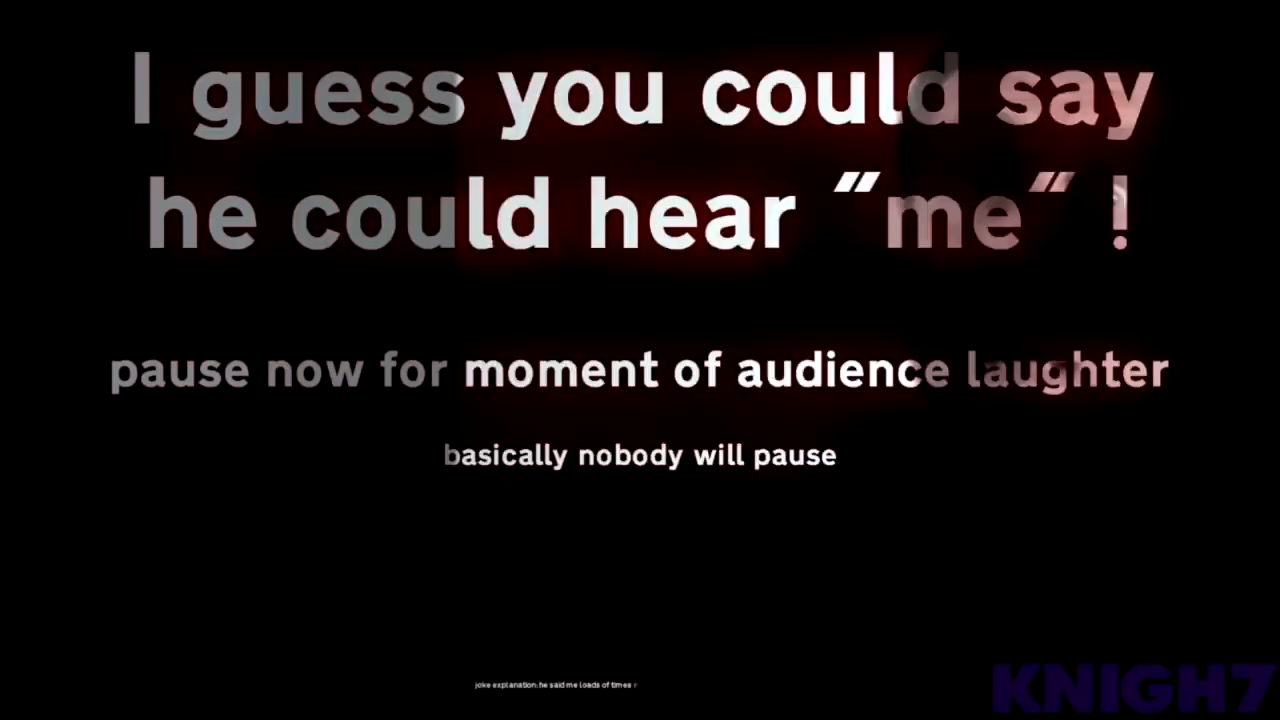 I guess you could say
he could hear "me" !
pause now for moment of audience laughter
basically nobody will pause
joke explanation: he said me loads of times
KNIGH7